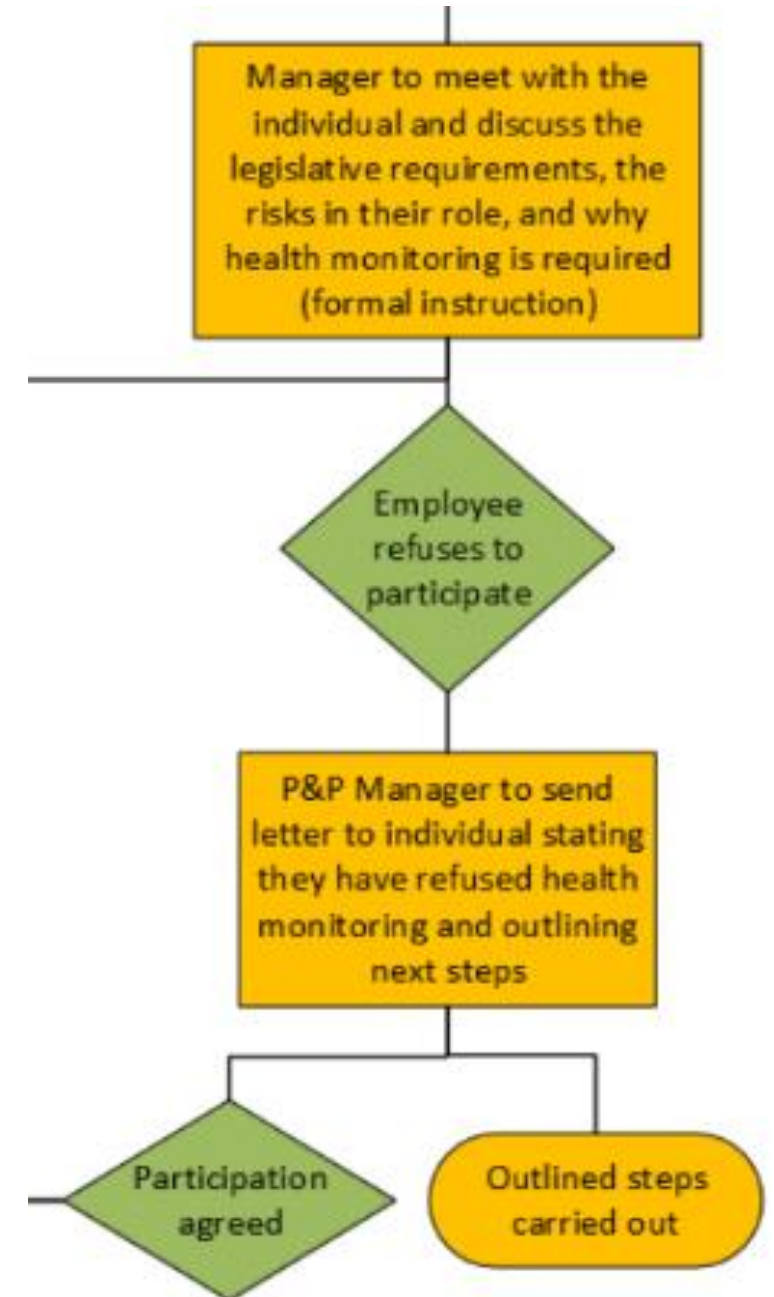 Manager to meet with the
individual and discuss the
legislative requirements, the
risks in their role, and why
health monitoring is required
(formal instruction)
Employee
refuses to
participate
P&P Manager to send
letter to individual stating
they have refused health
monitoring and outlining
next steps
Participation
agreed
Outlined steps
carried out